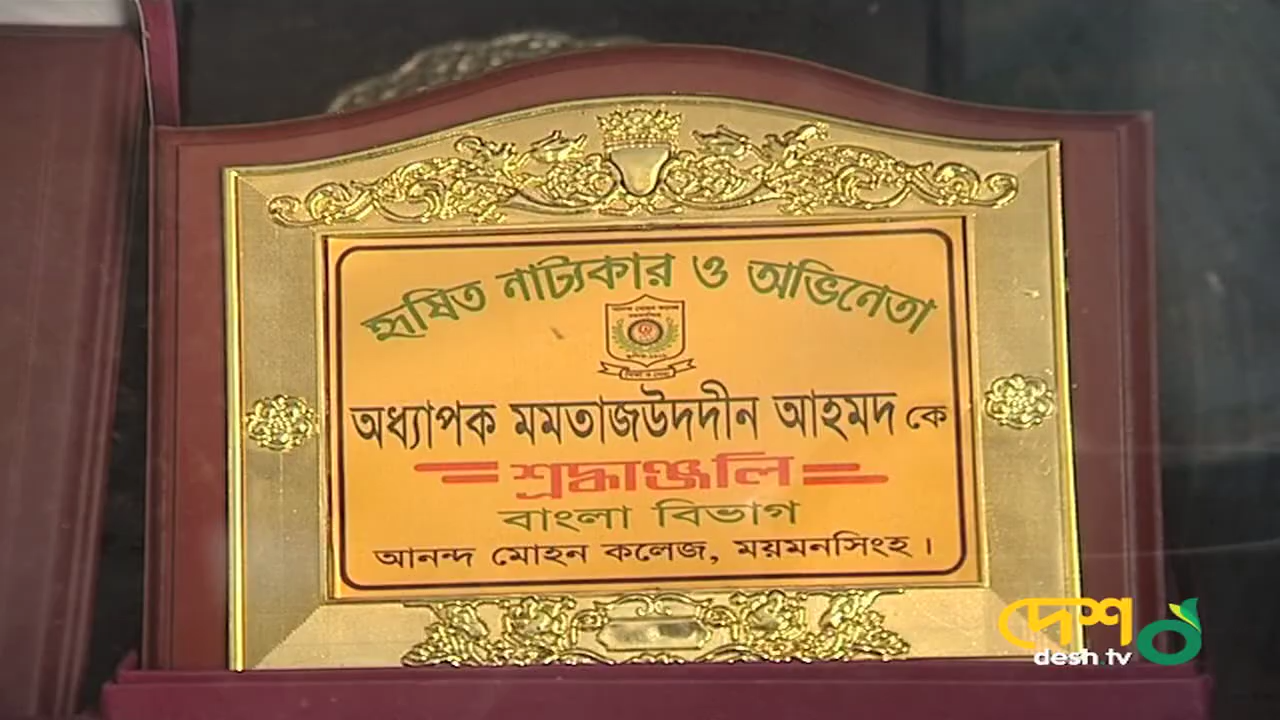 হৃষিত নাট্যকার ও অভিনেতা
অধ্যাপক মমতাজউদদীন আহমদ কে
শ্রদ্ধাঞ্জলি
বাংলা বিভাগ
আনন্দ মোহন কলেজ, ময়মনসিংহ।
দেশ
desh.tv